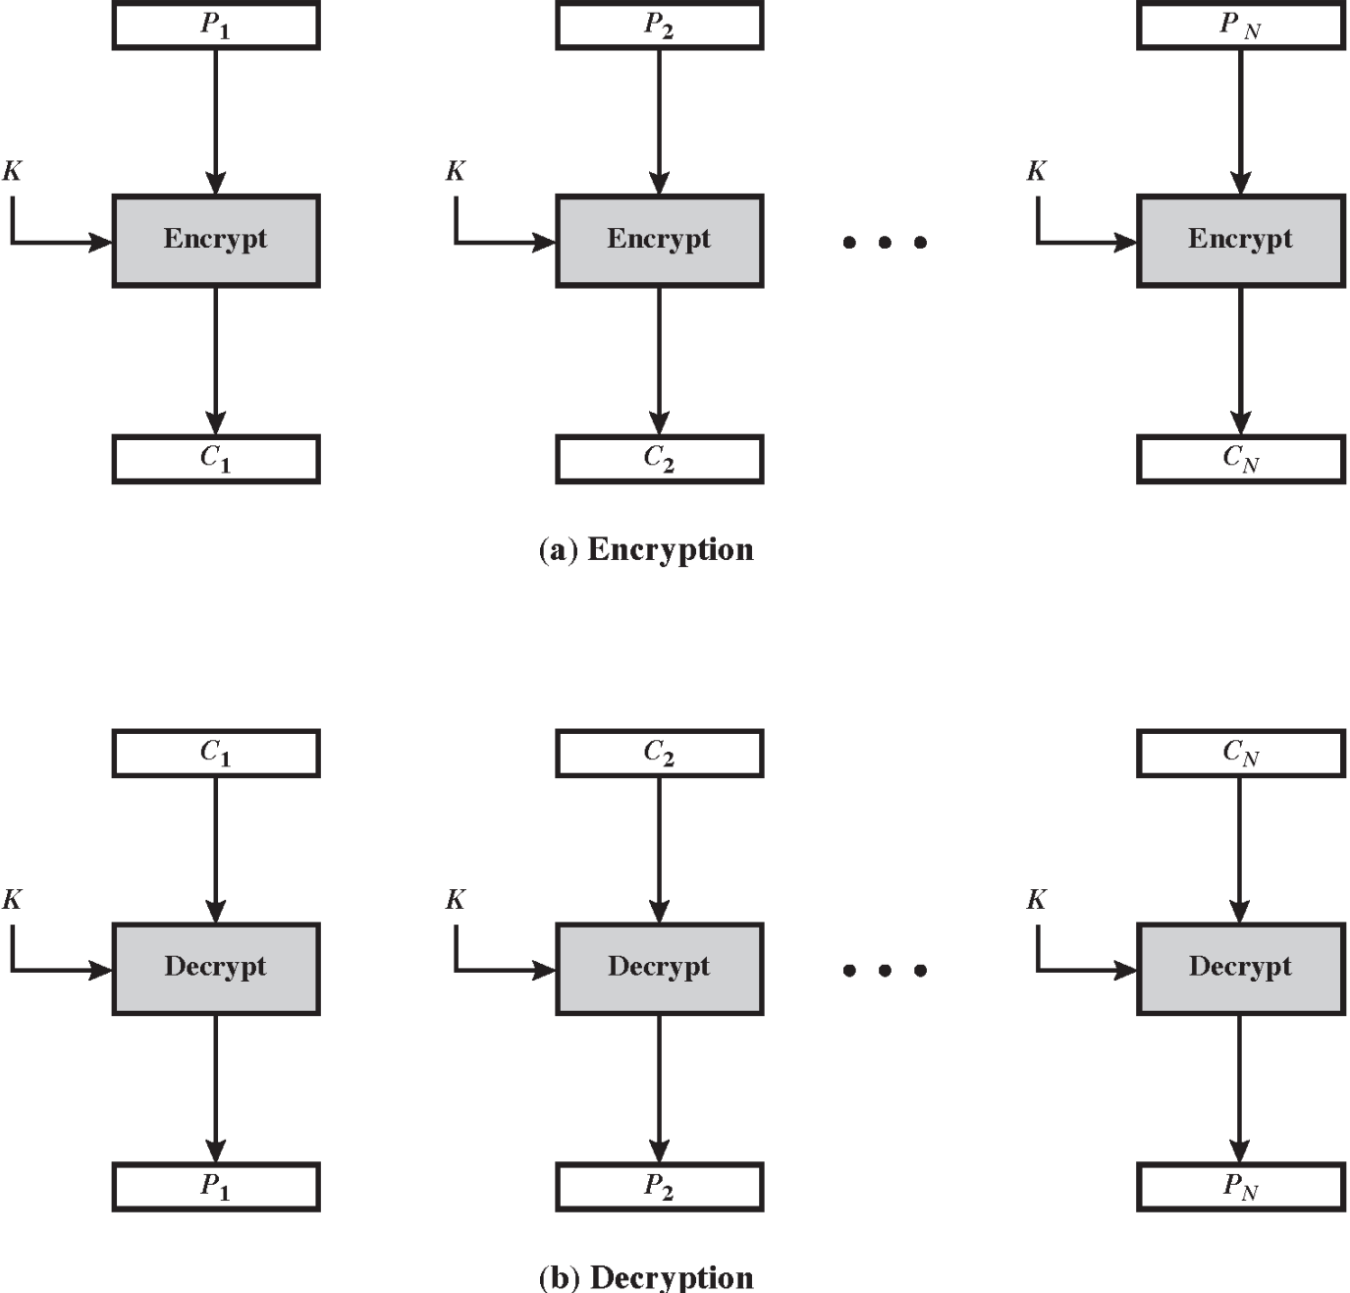 P1 P2 PN
K K K
Encrypt Encrypt Encrypt
C1 C2 CN
(a) Encryption
C1 C2 CN
K K K
Decrypt Decrypt Decrypt
P1 P2 PN
(b) Decryption